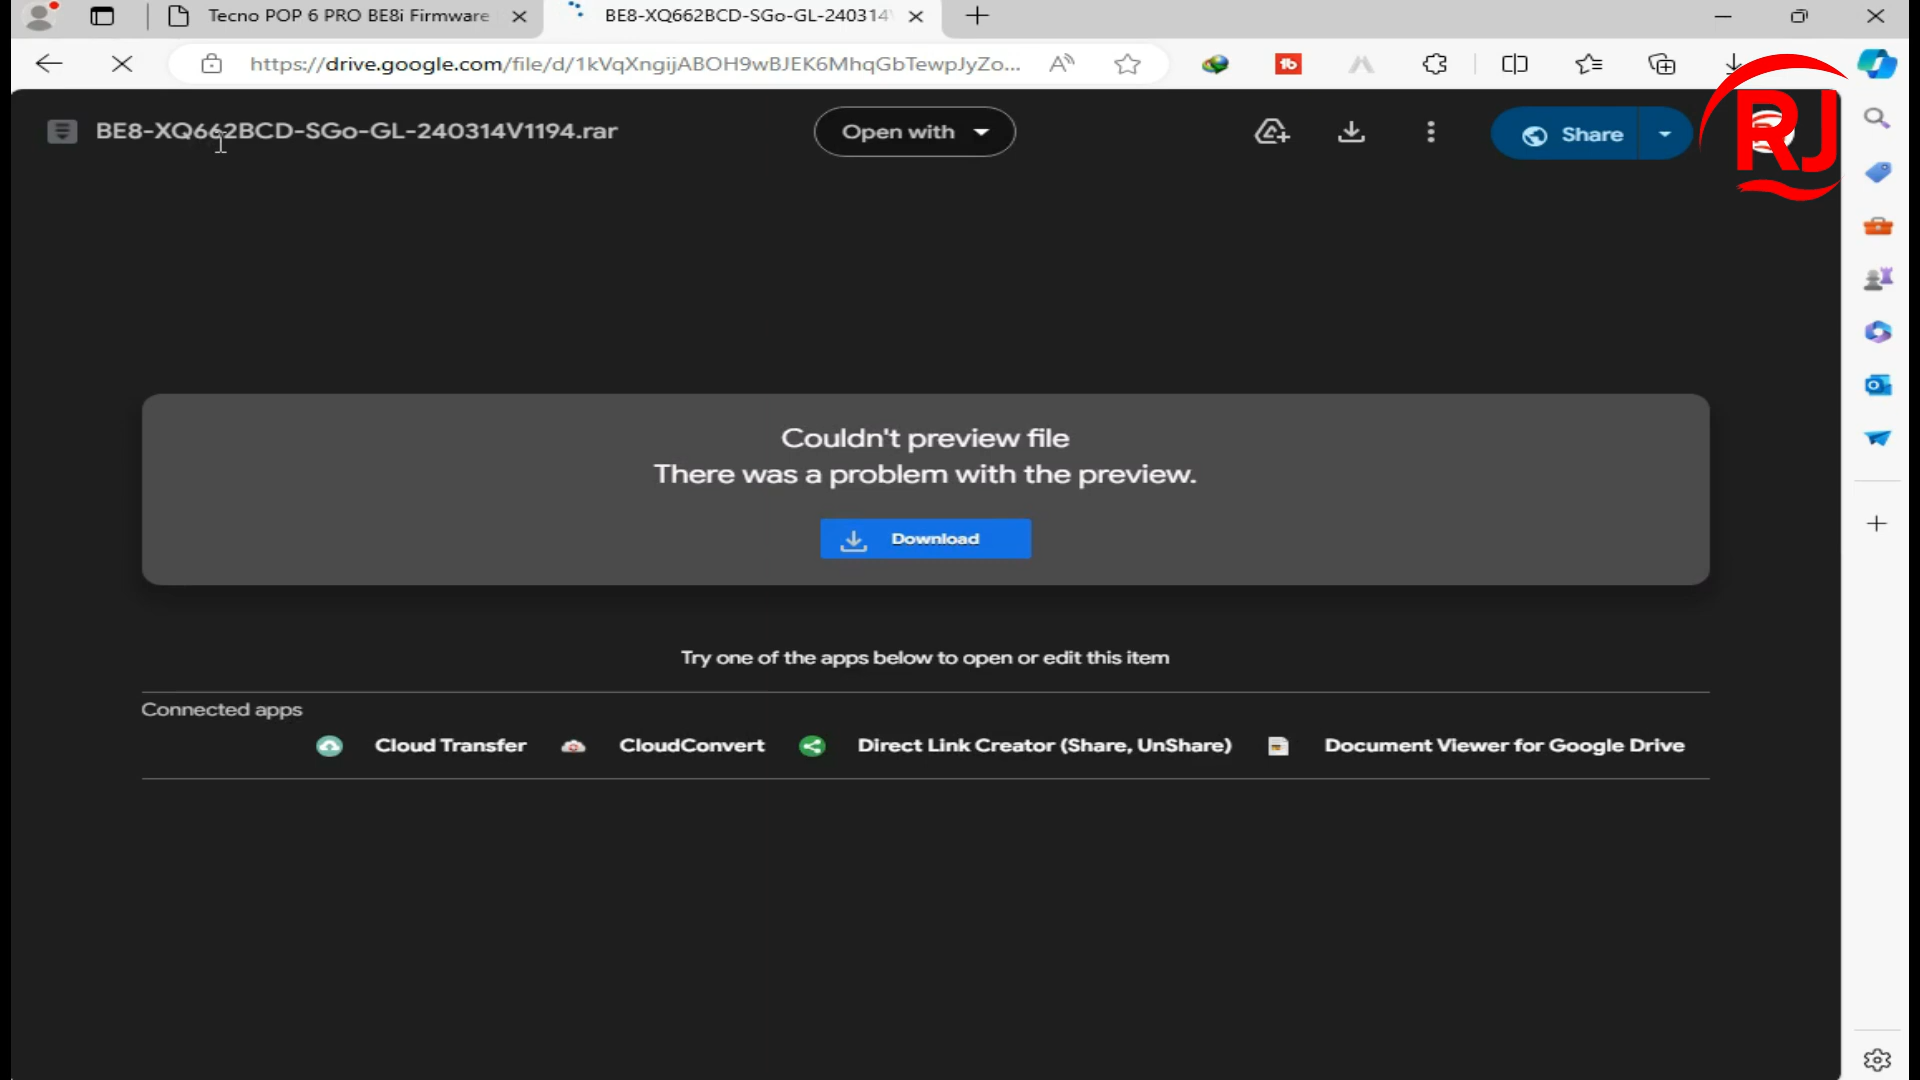 Tecno POP 6 PRO BE8i Firmware
BE8-XQ662BCD-SGo-GL-240314
https://drive.google.com/file/d/1kVqXngijABOH9wBJEK6MhqGbTewpJyZo...
BE8-XQ662BCD-SGo-GL-240314V1194.rar
Open with
Share
RJ
Couldn't preview file
There was a problem with the preview.
Download
Try one of the apps below to open or edit this item
Connected apps
Cloud Transfer
CloudConvert
Direct Link Creator (Share, UnShare)
Document Viewer for Google Drive